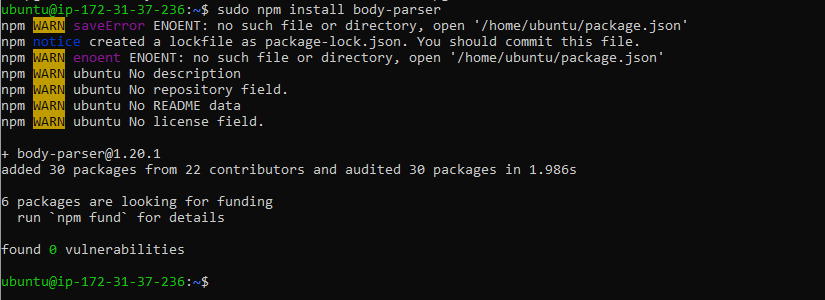 ubuntu@ip-172-31-37-236:~$ sudo npm install body-parser
npm WARN saveError ENOENT: no such file or directory, open '/home/ubuntu/package.json'
npm notice created a lockfile as package-lock.json. You should commit this file.
npm WARN enoent ENOENT: no such file or directory, open '/home/ubuntu/package.json'
npm WARN ubuntu No description
npm WARN ubuntu No repository field.
npm WARN ubuntu No README data
npm WARN ubuntu No license field.
+ body-parser@1.20.1
added 30 packages from 22 contributors and audited 30 packages in 1.986s
6 packages are looking for funding
run `npm fund` for details
found 0 vulnerabilities
ubuntu@ip-172-31-37-236:~$